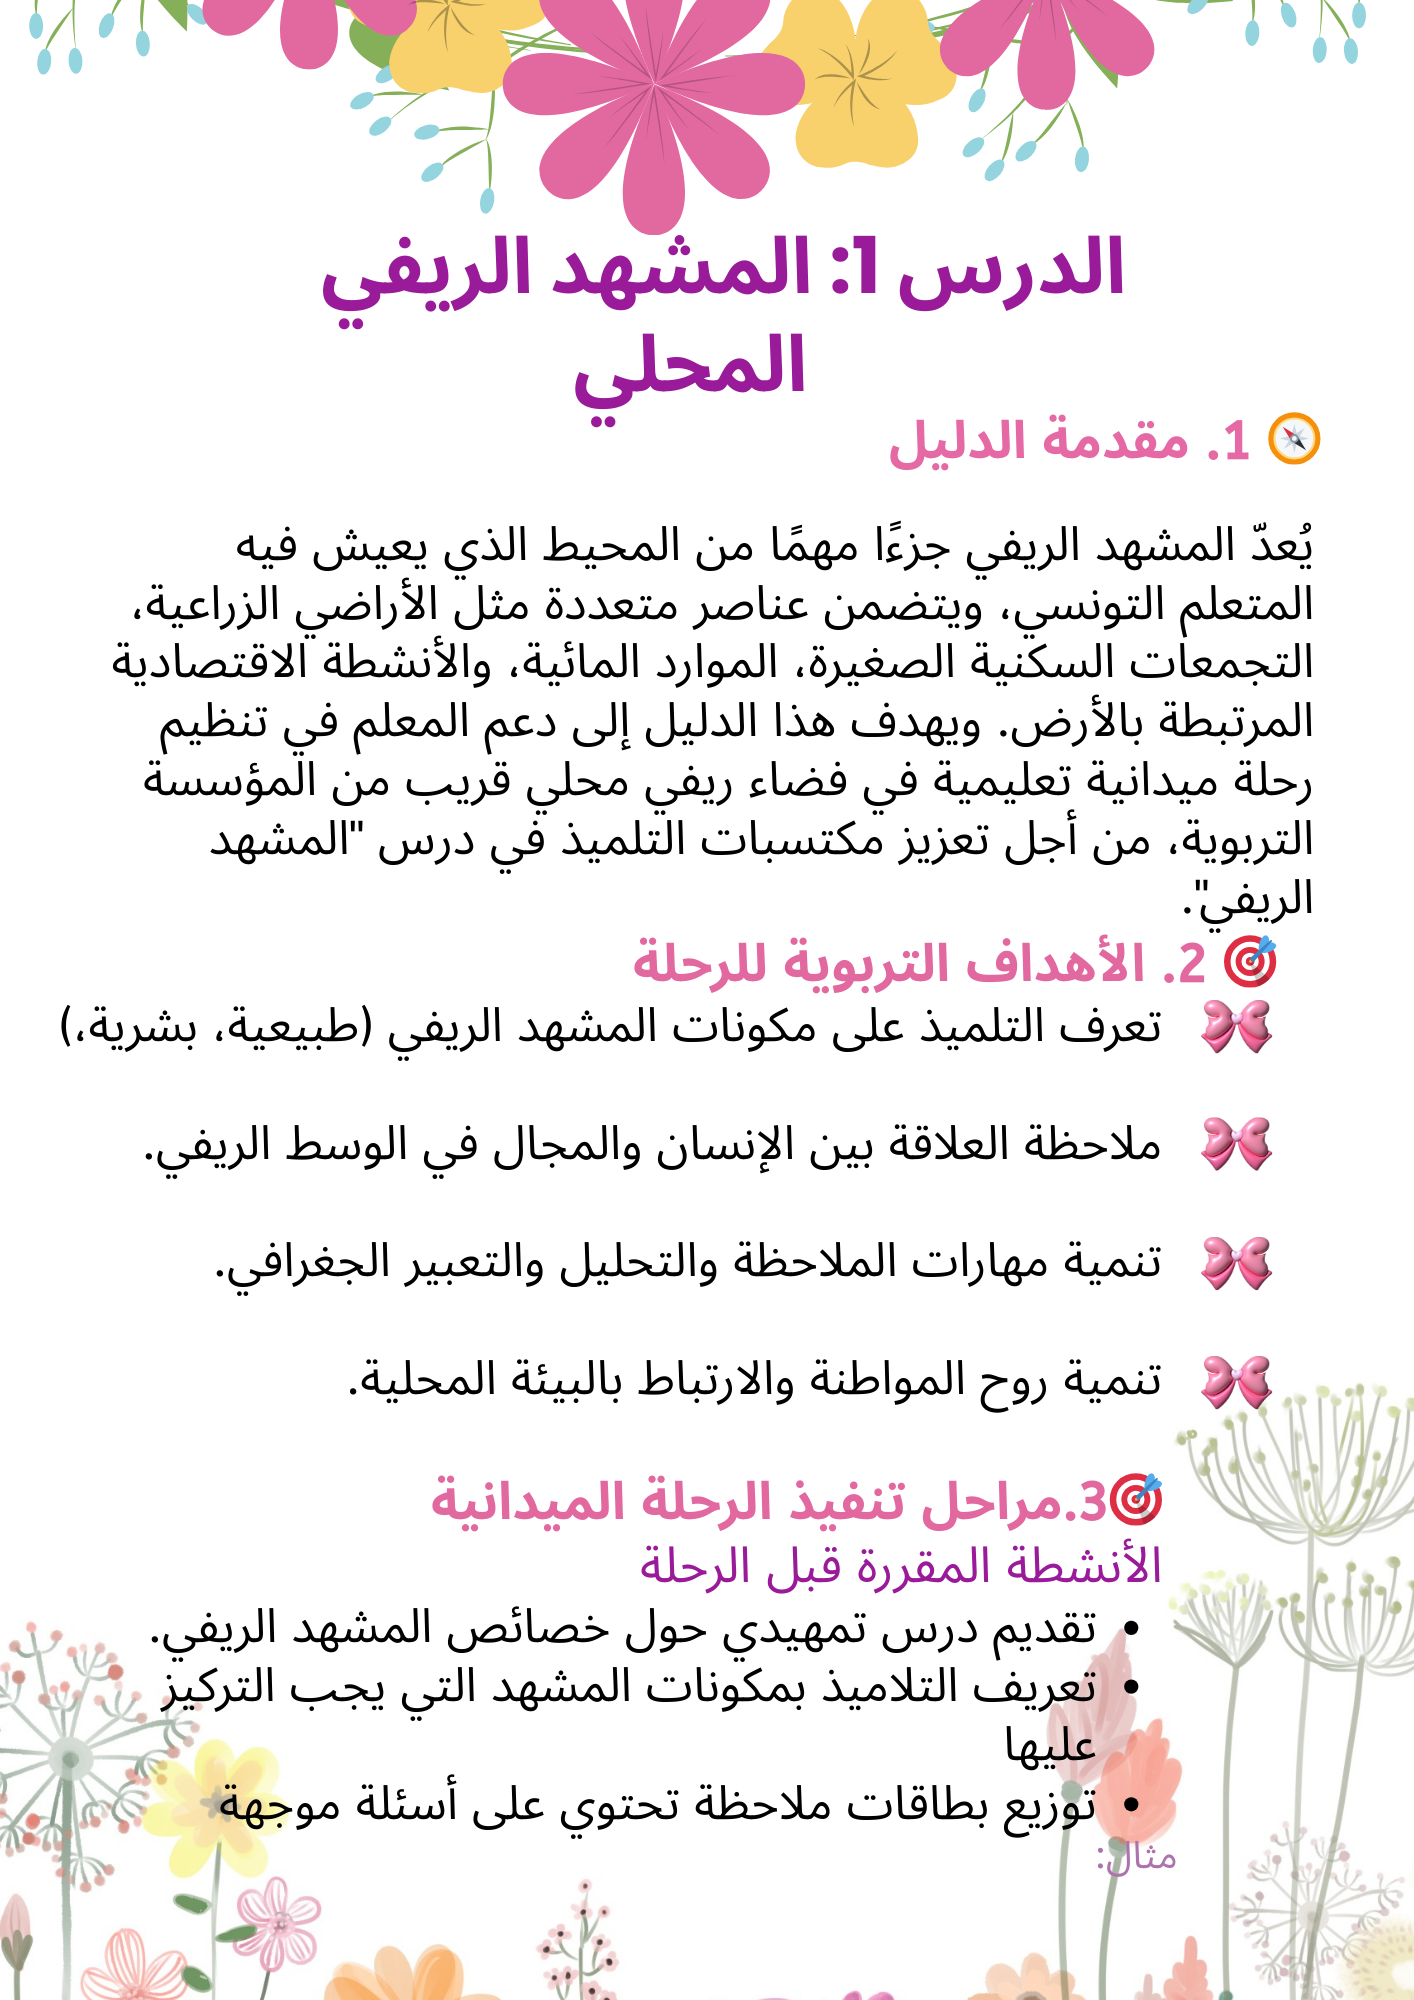 الدرس 1: المشهد الريفي
المحلي
1. مقدمة الدليل
يُعدّ المشهد الريفي جزءًا مهمًا من المحيط الذي يعيش فيه
المتعلم التونسي، ويتضمن عناصر متعددة مثل الأراضي الزراعية،
التجمعات السكنية الصغيرة، الموارد المائية، والأنشطة الاقتصادية
المرتبطة بالأرض. ويهدف هذا الدليل إلى دعم المعلم في تنظيم
رحلة ميدانية تعليمية في فضاء ريفي محلي قريب من المؤسسة
التربوية، من أجل تعزيز مكتسبات التلميذ في درس "المشهد
الريفي".
2. الأهداف التربوية للرحلة
تعرف التلميذ على مكونات المشهد الريفي (طبيعية، بشرية،)
ملاحظة العلاقة بين الإنسان والمجال في الوسط الريفي.
تنمية مهارات الملاحظة والتحليل والتعبير الجغرافي.
تنمية روح المواطنة والارتباط بالبيئة المحلية.
3.مراحل تنفيذ الرحلة الميدانية
الأنشطة المقررة قبل الرحلة
• تقديم درس تمهيدي حول خصائص المشهد الريفي.
• تعريف التلاميذ بمكونات المشهد التي يجب التركيز
عليها
• توزيع بطاقات ملاحظة تحتوي على أسئلة موجهة
مثال: